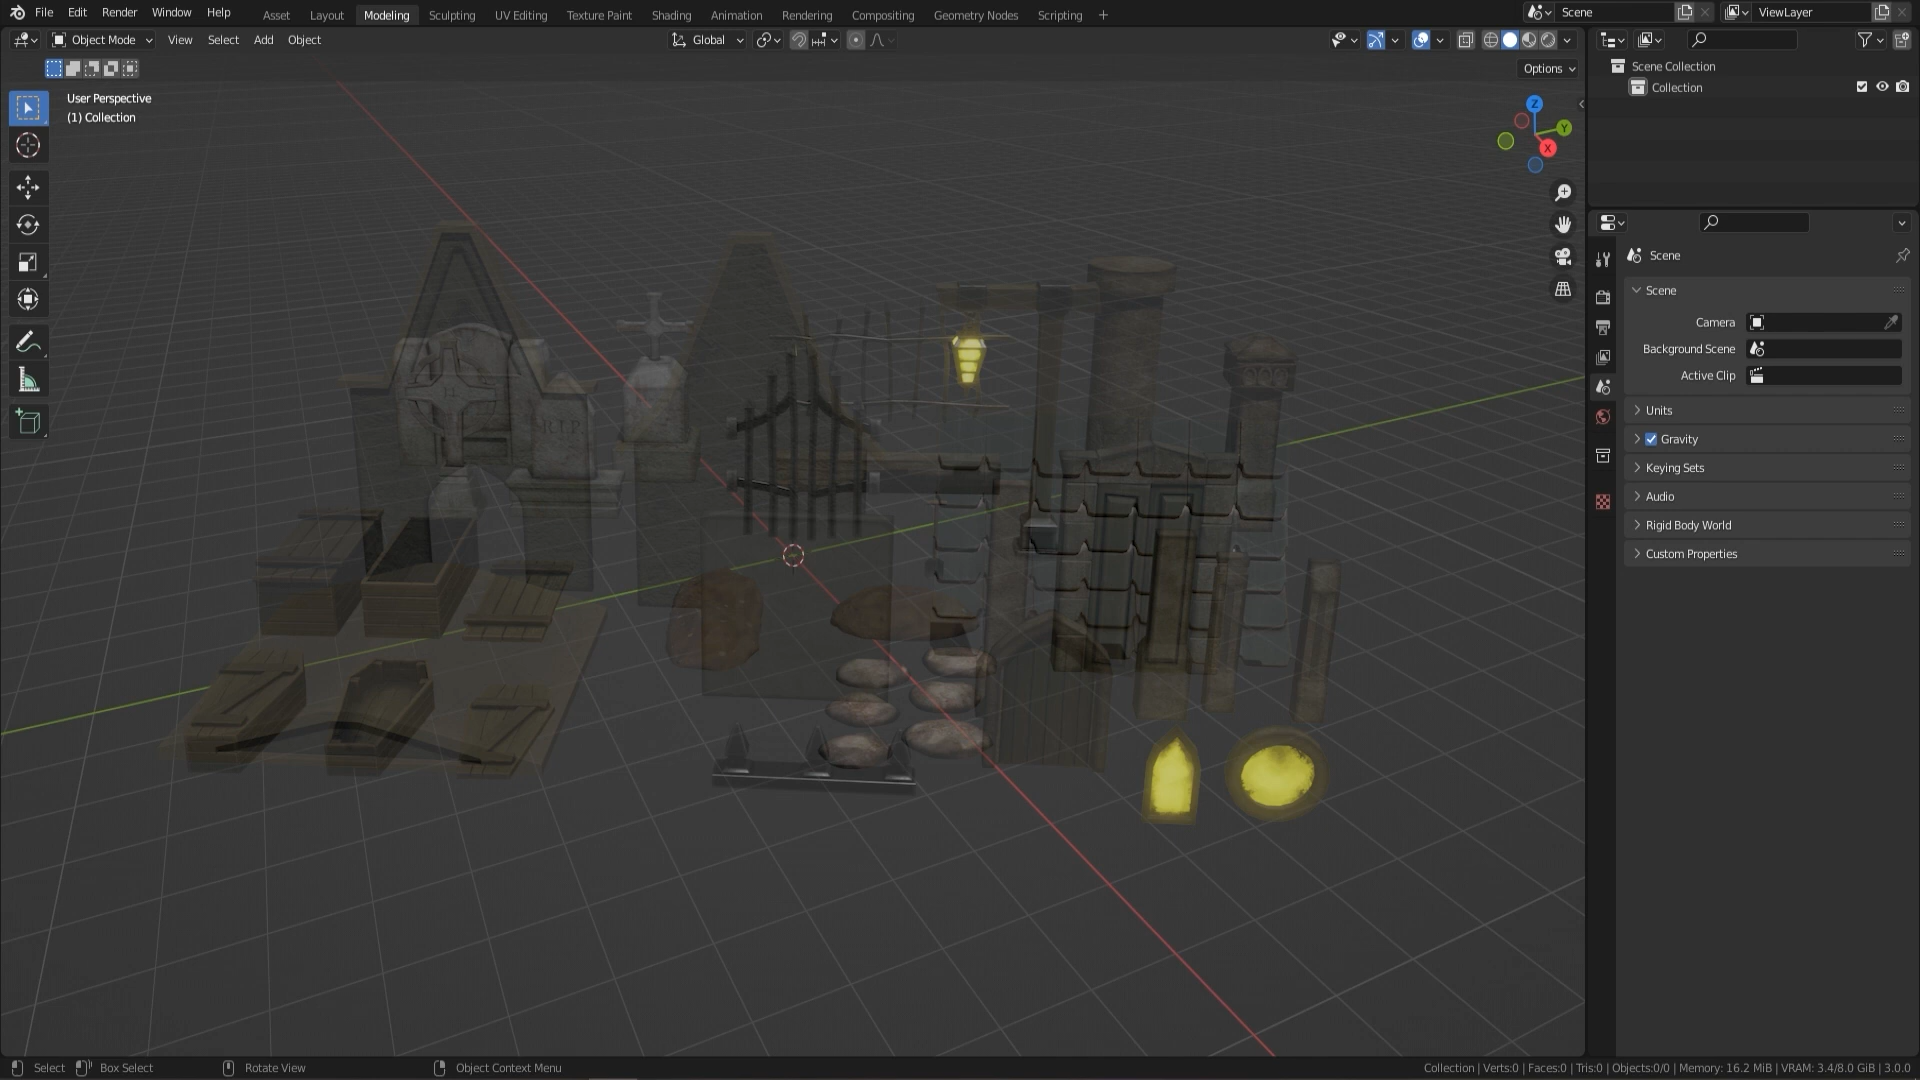 File Edit Render Window Help Asset Layout Modeling Sculpting UV Editing Texture Paint Shading Animation Rendering Compositing Geometry Nodes Scripting + Scene ViewLayer
Object Mode View Select Add Object Global
Options
User Perspective
(1) Collection
Z
Y
X
R.I.P.
Scene Collection
Collection
Scene
Scene
Camera
Background Scene
Active Clip
Units
Gravity
Keying Sets
Audio
Rigid Body World
Custom Properties
Select Box Select Rotate View Object Context Menu Collection | Verts:0 | Faces:0 | Tris:0 | Objects:0/0 | Memory: 16.2 MiB | VRAM: 3.4/8.0 GiB | 3.0.0